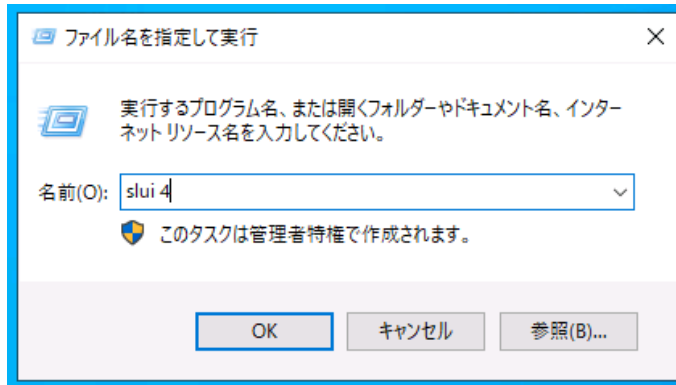 ファイル名を指定して実行
実行するプログラム名、または開くフォルダーやドキュメント名、インター
ネット リソース名を入力してください。
名前(O): slui 4
このタスクは管理者特権で作成されます。
OK キャンセル 参照(B)...